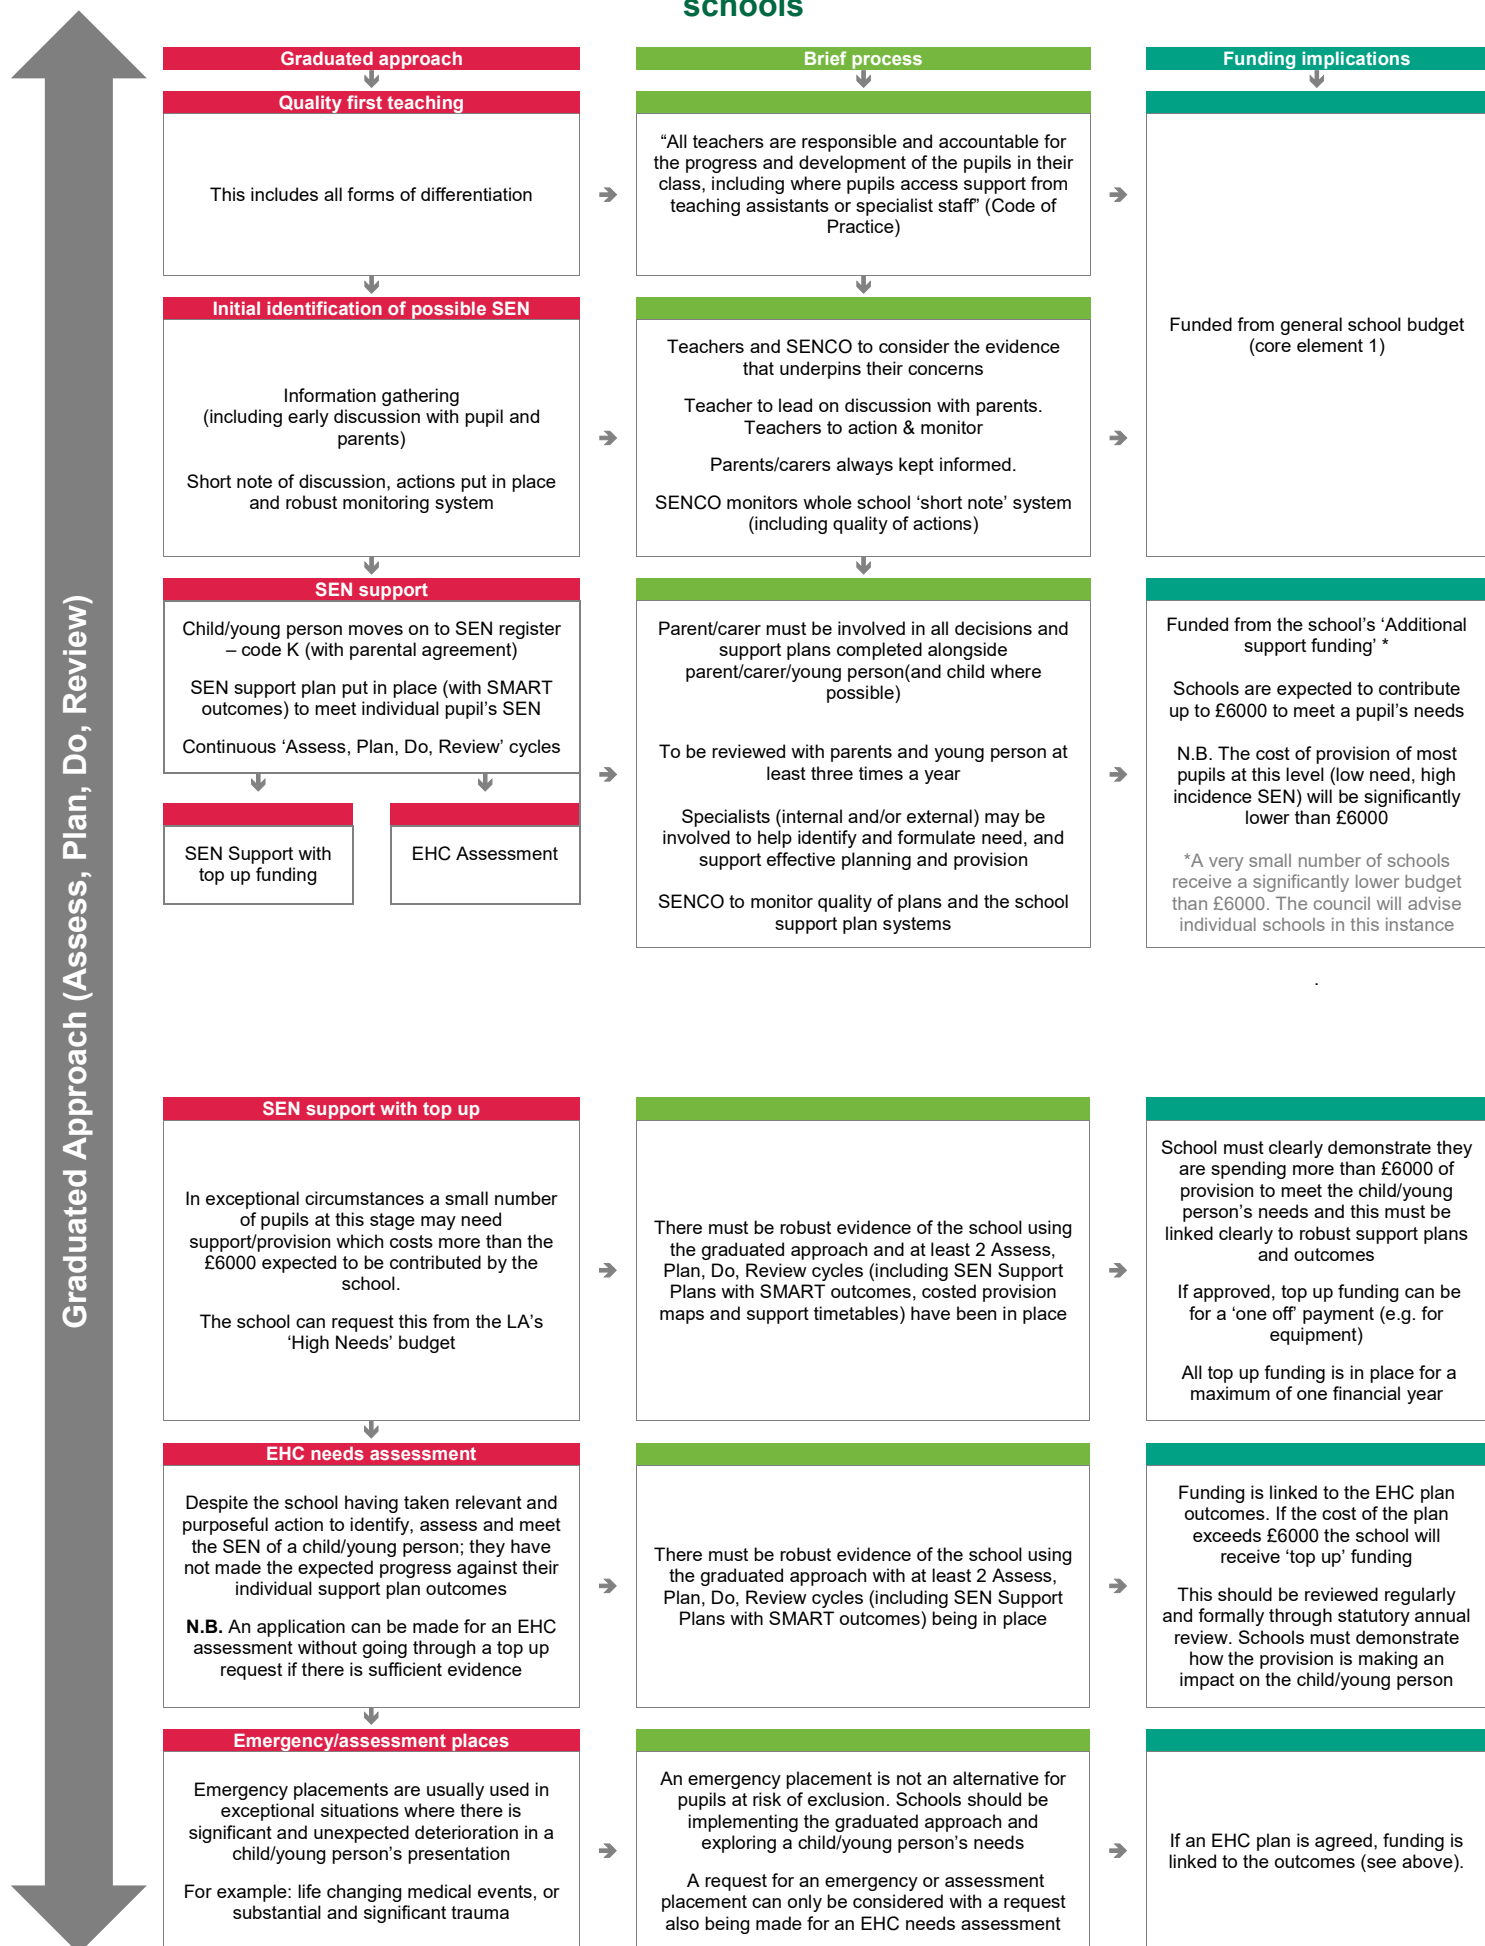 schools
Graduated Approach (Assess, Plan, Do, Review)
Graduated approach
Brief process
Funding implications
Quality first teaching
This includes all forms of differentiation
“All teachers are responsible and accountable for
the progress and development of the pupils in their
class, including where pupils access support from
teaching assistants or specialist staff” (Code of
Practice)
Funded from general school budget
(core element 1)
Initial identification of possible SEN
Information gathering
(including early discussion with pupil and
parents)
Short note of discussion, actions put in place
and robust monitoring system
Teachers and SENCO to consider the evidence
that underpins their concerns
Teacher to lead on discussion with parents.
Teachers to action & monitor
Parents/carers always kept informed.
SENCO monitors whole school ‘short note’ system
(including quality of actions)
SEN support
Child/young person moves on to SEN register
– code K (with parental agreement)
SEN support plan put in place (with SMART
outcomes) to meet individual pupil’s SEN
Continuous ‘Assess, Plan, Do, Review’ cycles
SEN Support with
top up funding
EHC Assessment
Parent/carer must be involved in all decisions and
support plans completed alongside
parent/carer/young person(and child where
possible)
To be reviewed with parents and young person at
least three times a year
Specialists (internal and/or external) may be
involved to help identify and formulate need, and
support effective planning and provision
SENCO to monitor quality of plans and the school
support plan systems
Funded from the school’s ‘Additional
support funding’ *
Schools are expected to contribute
up to £6000 to meet a pupil’s needs
N.B. The cost of provision of most
pupils at this level (low need, high
incidence SEN) will be significantly
lower than £6000
*A very small number of schools
receive a significantly lower budget
than £6000. The council will advise
individual schools in this instance
.
SEN support with top up
In exceptional circumstances a small number
of pupils at this stage may need
support/provision which costs more than the
£6000 expected to be contributed by the
school.
The school can request this from the LA’s
‘High Needs’ budget
There must be robust evidence of the school using
the graduated approach and at least 2 Assess,
Plan, Do, Review cycles (including SEN Support
Plans with SMART outcomes, costed provision
maps and support timetables) have been in place
School must clearly demonstrate they
are spending more than £6000 of
provision to meet the child/young
person’s needs and this must be
linked clearly to robust support plans
and outcomes
If approved, top up funding can be
for a ‘one off’ payment (e.g. for
equipment)
All top up funding is in place for a
maximum of one financial year
EHC needs assessment
Despite the school having taken relevant and
purposeful action to identify, assess and meet
the SEN of a child/young person; they have
not made the expected progress against their
individual support plan outcomes
N.B. An application can be made for an EHC
assessment without going through a top up
request if there is sufficient evidence
There must be robust evidence of the school using
the graduated approach with at least 2 Assess,
Plan, Do, Review cycles (including SEN Support
Plans with SMART outcomes) being in place
Funding is linked to the EHC plan
outcomes. If the cost of the plan
exceeds £6000 the school will
receive ‘top up’ funding
This should be reviewed regularly
and formally through statutory annual
review. Schools must demonstrate
how the provision is making an
impact on the child/young person
Emergency/assessment places
Emergency placements are usually used in
exceptional situations where there is
significant and unexpected deterioration in a
child/young person’s presentation
For example: life changing medical events, or
substantial and significant trauma
An emergency placement is not an alternative for
pupils at risk of exclusion. Schools should be
implementing the graduated approach and
exploring a child/young person’s needs
A request for an emergency or assessment
placement can only be considered with a request
also being made for an EHC needs assessment
If an EHC plan is agreed, funding is
linked to the outcomes (see above).